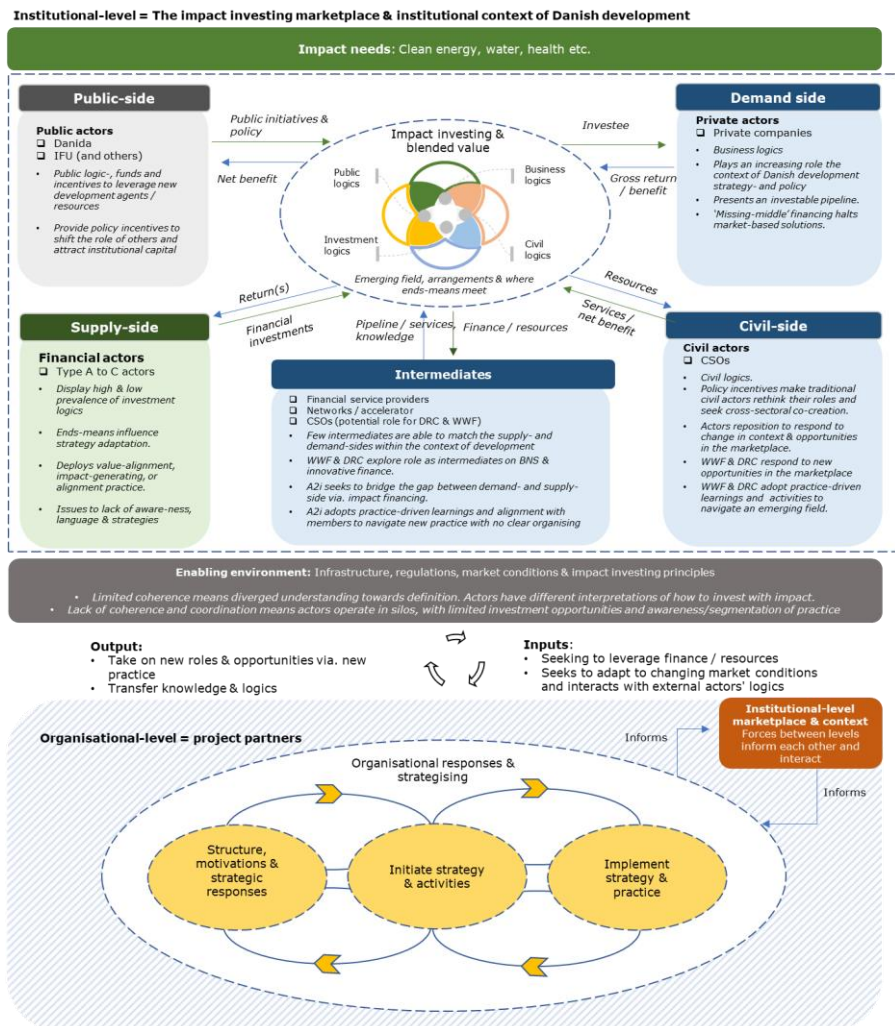 Institutional-level = The impact investing marketplace & institutional context of Danish development
Impact needs: Clean energy, water, health etc.
Public-side
Public actors
Danida
IFU (and others)
Public logic-, funds and
incentives to leverage new
development agents /
resources
Provide policy incentives to
shift the role of others and
attract institutional capital
Public initiatives &
policy
Net benefit
Impact investing &
blended value
Public
logics
Business
logics
Investment
logics
Civil
logics
Emerging field, arrangements & where
ends-means meet
Investee
Gross return
/ benefit
Demand side
Private actors
Private companies
Business logics
Plays an increasing role the
context of Danish development
strategy- and policy
Presents an investable pipeline.
'Missing-middle' financing halts
market-based solutions.
Return(s)
Financial
investments
Pipeline / services,
knowledge
Finance / resources
Resources
Services /
net benefit
Supply-side
Financial actors
Type A to C actors
Display high & low
prevalence of investment
logics
Ends-means influence
strategy adaptation.
Deploys value-alignment,
impact-generating, or
alignment practice.
Issues to lack of aware-ness,
language & strategies
Intermediates
Financial service providers
Networks / accelerator
CSOs (potential role for DRC & WWF)
Few intermediates are able to match the supply- and
demand-sides within the context of development
WWF & DRC explore role as intermediates on BNS &
innovative finance.
A2i seeks to bridge the gap between demand- and supply-
side via. impact financing.
A2i adopts practice-driven learnings and alignment with
members to navigate new practice with no clear organising
Civil-side
Civil actors
CSOs
Civil logics.
Policy incentives make traditional
civil actors rethink their roles and
seek cross-sectoral co-creation.
Actors reposition to respond to
change in context & opportunities
in the marketplace.
WWF & DRC respond to new
opportunities in the marketplace
WWF & DRC adopt practice-driven
learnings and activities to
navigate an emerging field.
Enabling environment: Infrastructure, regulations, market conditions & impact investing principles
Limited coherence means diverged understanding towards definition. Actors have different interpretations of how to invest with impact.
Lack of coherence and coordination means actors operate in silos, with limited investment opportunities and awareness/segmentation of practice
Output:
Take on new roles & opportunities via. new
practice
Transfer knowledge & logics
Inputs:
Seeking to leverage finance / resources
Seeks to adapt to changing market conditions
and interacts with external actors' logics
Organisational-level = project partners
Informs
Institutional-level
marketplace & context
Forces between levels
inform each other and
interact
Informs
Organisational responses &
strategising
Structure,
motivations &
strategic
responses
Initiate strategy
& activities
Implement
strategy &
practice